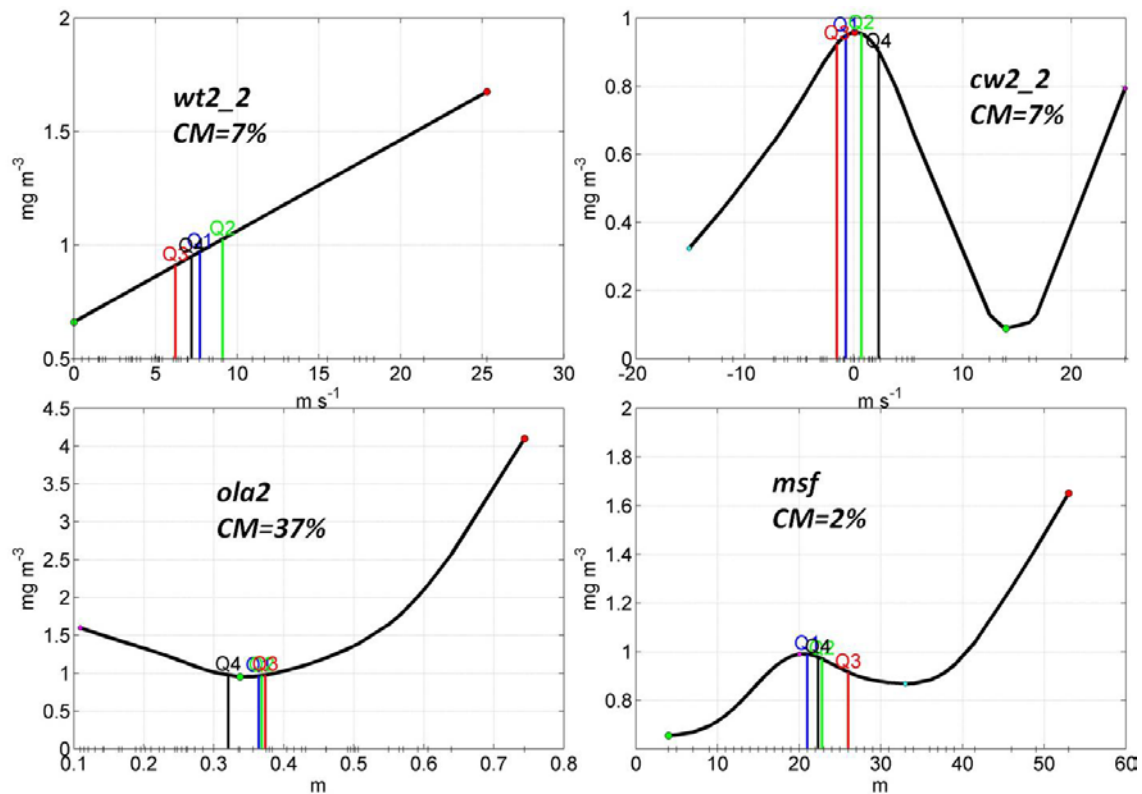 2
1.5
1
0.5
mg m-3
wt2_2
CM=7%
Q3
Q1
Q2
0
5
10
15
20
25
30
m s-1
1
0.8
0.6
0.4
0.2
0
mg m-3
cw2_2
CM=7%
Q1
Q2
Q4
-20
-10
0
10
20
m s-1
4.5
4
3.5
3
2.5
2
1.5
1
0.5
0
mg m-3
ola2
CM=37%
Q4
Q3
0.1
0.2
0.3
0.4
0.5
0.6
0.7
0.8
m
2
1.8
1.6
1.4
1.2
1
0.8
mg m-3
msf
CM=2%
Q1
Q4
Q2
Q3
0
10
20
30
40
50
60
m